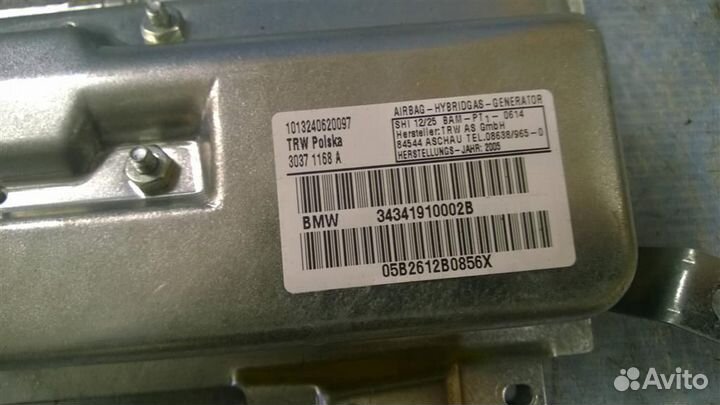 1013240620097
TRW Polska
3037 1168 A
AIRBAG-HYBRIDGAS-GENERATOR
SHI 12/25 BAM-PT1-0614
Hersteller:TRW AS GmbH
84544 ASCHAU TEL.08638/965-0
HERSTELLUNGS-JAHR: 2005
BMW 34341910002B
05B2612B0856X
Avito